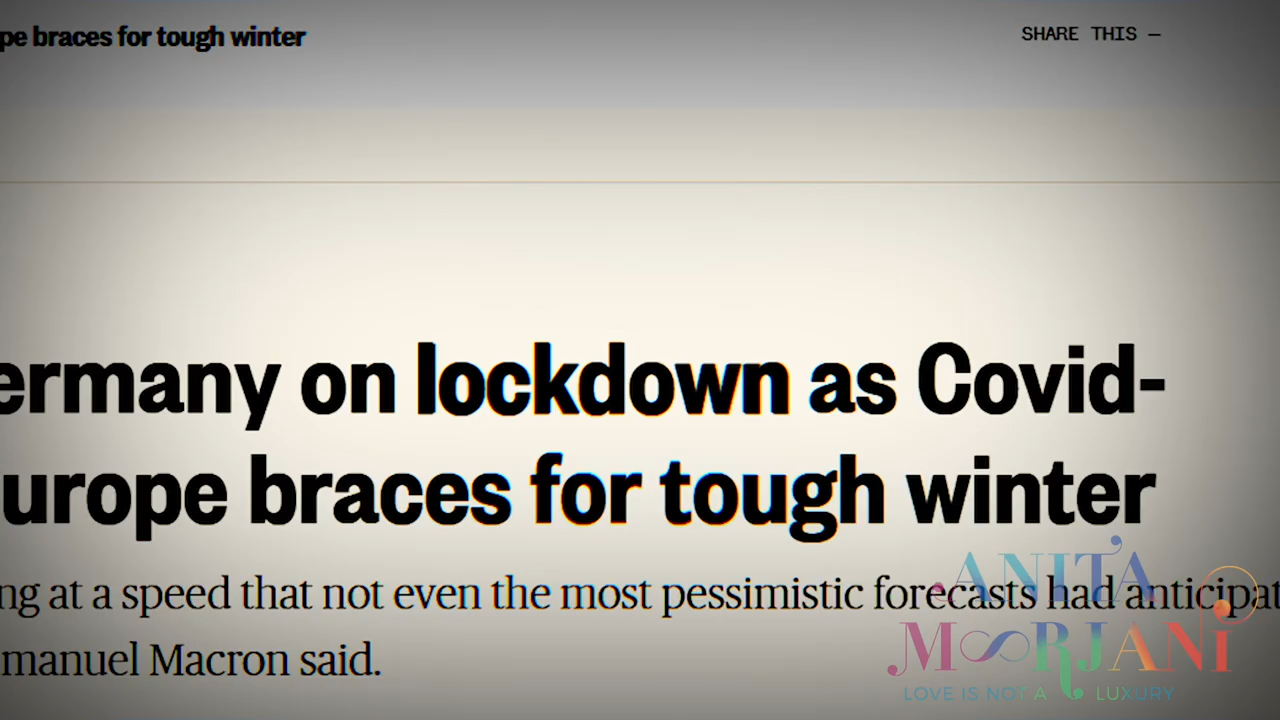 pe braces for tough winter
SHARE THIS —
ermany on lockdown as Covid-
urope braces for tough winter
ng at a speed that not even the most pessimistic forecasts had anticipat
manuel Macron said.
ANITA
MOORJANI
LOVE IS NOT A LUXURY